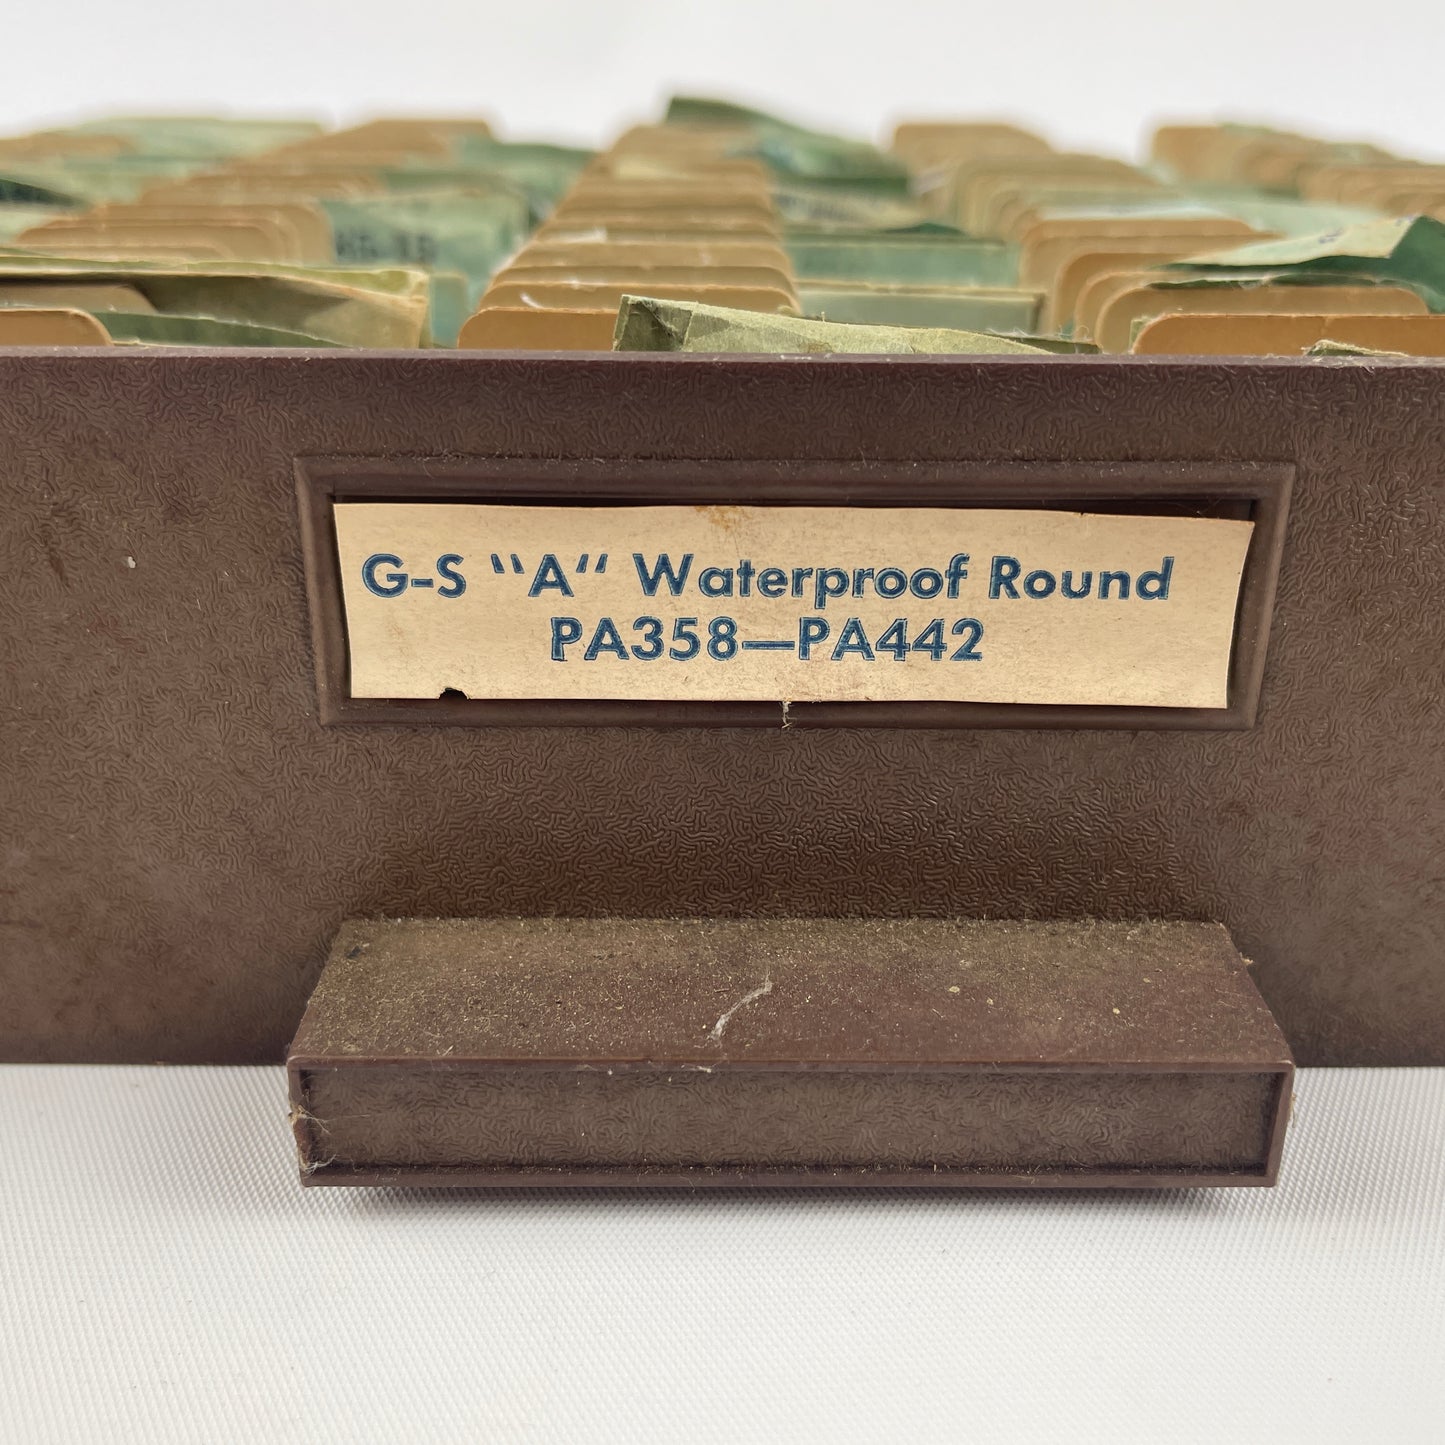 G-S "A" Waterproof Round
PA358—PA442